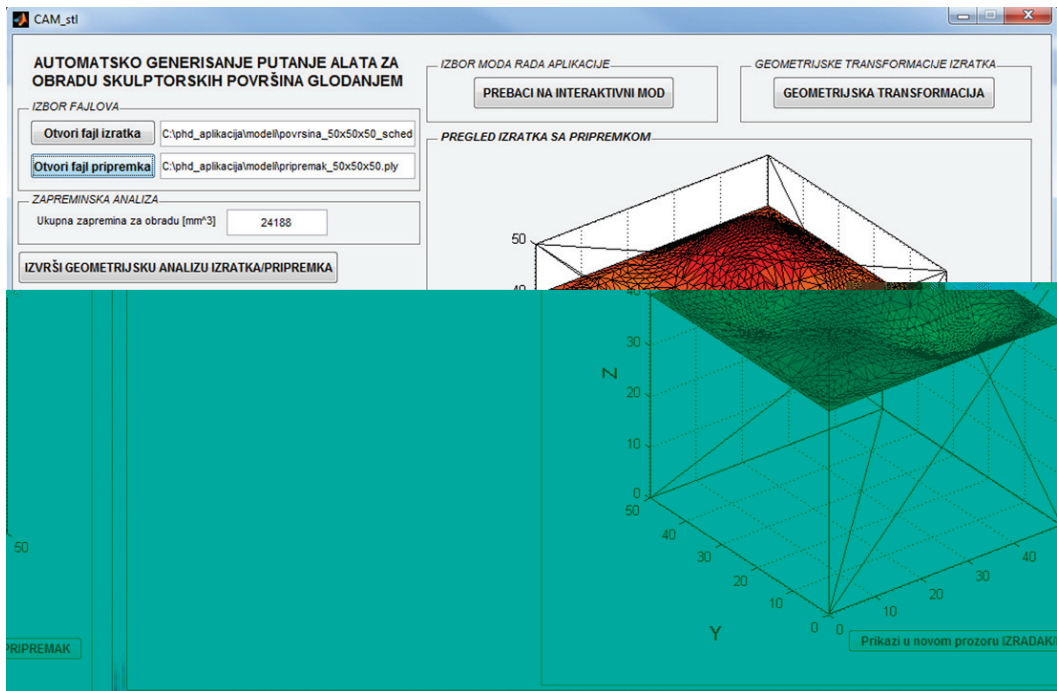 CAM_stl
AUTOMATSKO GENERISANJE PUTANJE ALATA ZA
OBRADU SKULPTORSKIH POVRŠINA GLODANJEM
IZBOR FAJLOVA
Otvori fajl izratka
C:\phd_aplikacija\modeli\povrsina_50x50x50_sched
Otvori fajl pripremka
C:\phd_aplikacija\modeli\pripremak_50x50x50.ply
ZAPREMINSKA ANALIZA
Ukupna zapremina za obradu [mm^3]
24188
IZVRŠI GEOMETRIJSKU ANALIZU IZRATKA/PRIPREMKA
IZBOR MODA RADA APLIKACIJE
PREBACI NA INTERAKTIVNI MOD
GEOMETRIJSKE TRANSFORMACIJE IZRATKA
GEOMETRIJSKA TRANSFORMACIJA
PREGLED IZRATKA SA PRIPREMKOM
50
40
40
30
Z
20
10
0
50
40
30
20
10
0
Y
0
10
20
30
40
50
PRIPREMAK
Prikazi u novom prozoru IZRADAK/